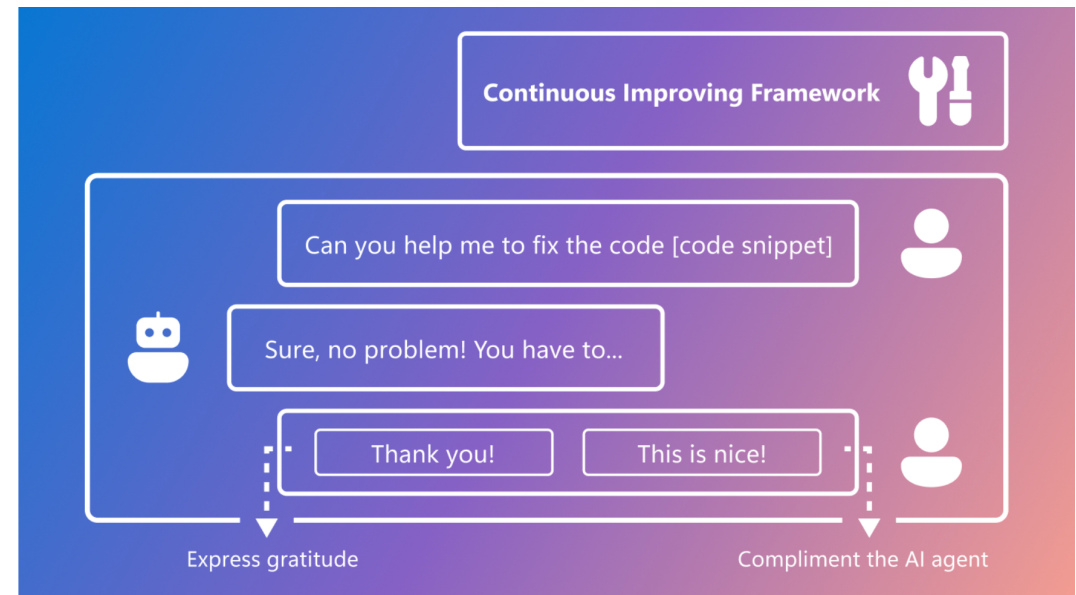 Continuous Improving Framework
Can you help me to fix the code [code snippet]
Sure, no problem! You have to...
Thank you!
This is nice!
Express gratitude
Compliment the AI agent